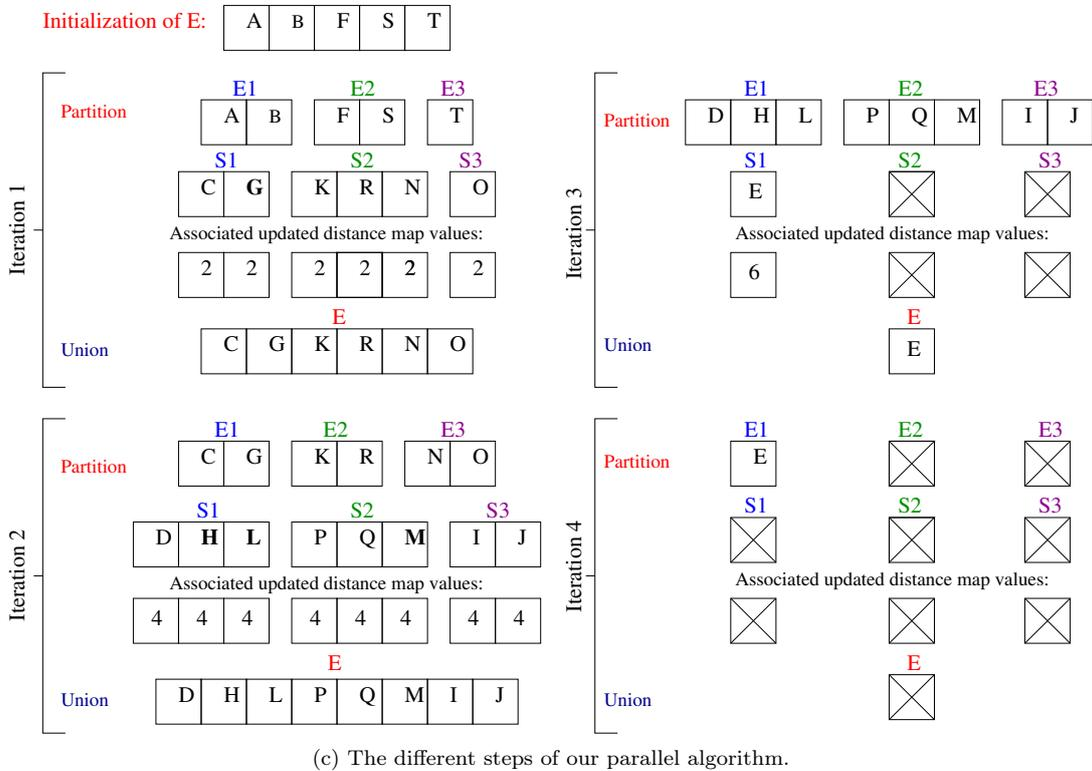 Initialization of E: A B F S T
Iteration 1
E1 E2 E3
Partition A B F S T
S1 S2 S3
C G K R N O
Associated updated distance map values:
2 2 2 2 2 2
E
Union C G K R N O
Iteration 2
E1 E2 E3
Partition C G K R N O
S1 S2 S3
D H L P Q M I J
Associated updated distance map values:
4 4 4 4 4 4 4 4
E
Union D H L P Q M I J
Iteration 3
E1 E2 E3
Partition D H L P Q M I J
S1 S2 S3
E
Associated updated distance map values:
6
E
Union E
Iteration 4
E1 E2 E3
Partition E
S1 S2 S3
Associated updated distance map values:
E
Union
(c) The different steps of our parallel algorithm.